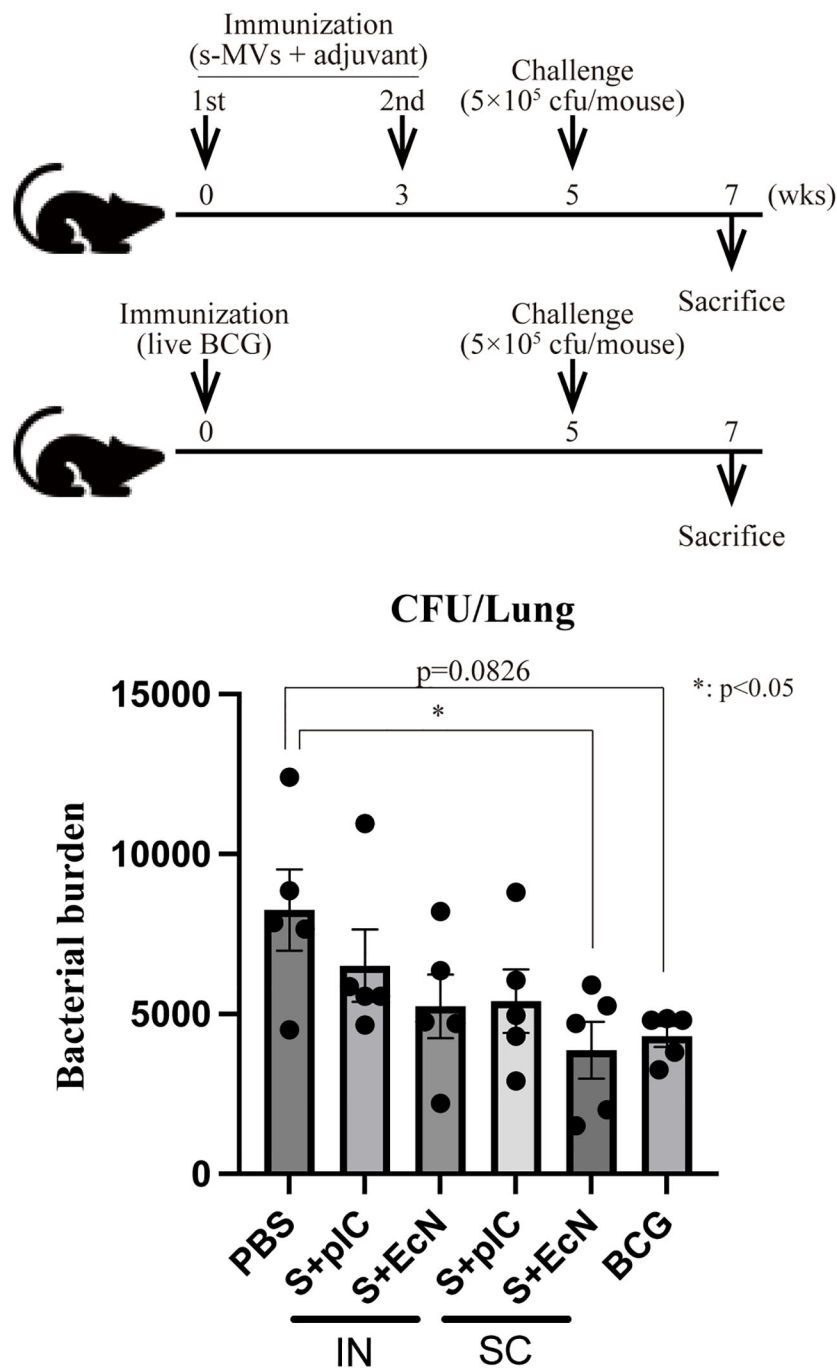 Immunization
(s-MVs + adjuvant)
1st 2nd
Challenge
(5×10⁵ cfu/mouse)
0 3 5 7 (wks)
Sacrifice
Immunization
(live BCG)
Challenge
(5×10⁵ cfu/mouse)
0 5 7
Sacrifice
CFU/Lung
p=0.0826
*: p<0.05
*
Bacterial burden
15000
10000
5000
0
PBS
S+pIC
S+EcN
S+pIC
S+EcN
BCG
IN
SC